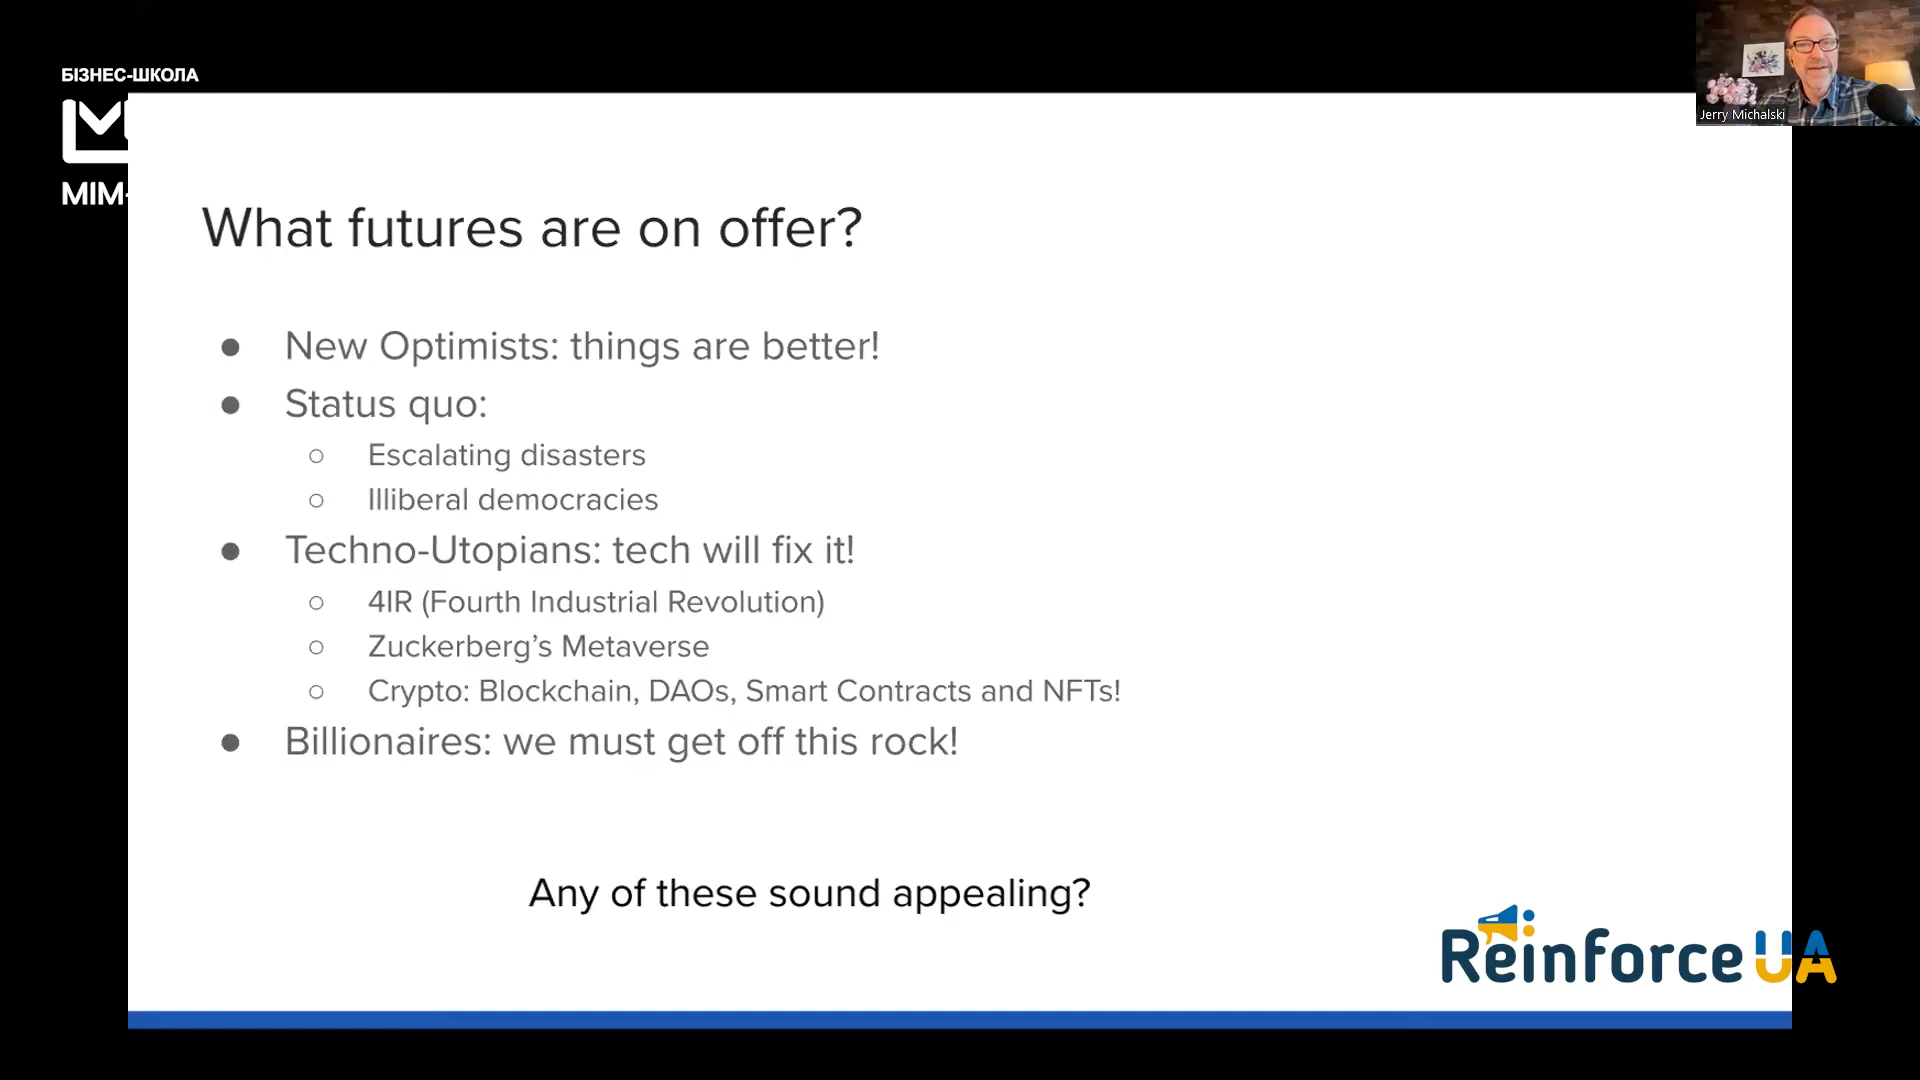 БІЗНЕС-ШКОЛА
MIM-
Jerry Michalski
What futures are on offer?
● New Optimists: things are better!
● Status quo:
○ Escalating disasters
○ Illiberal democracies
● Techno-Utopians: tech will fix it!
○ 4IR (Fourth Industrial Revolution)
○ Zuckerberg’s Metaverse
○ Crypto: Blockchain, DAOs, Smart Contracts and NFTs!
● Billionaires: we must get off this rock!
Any of these sound appealing?
Reinforce UA